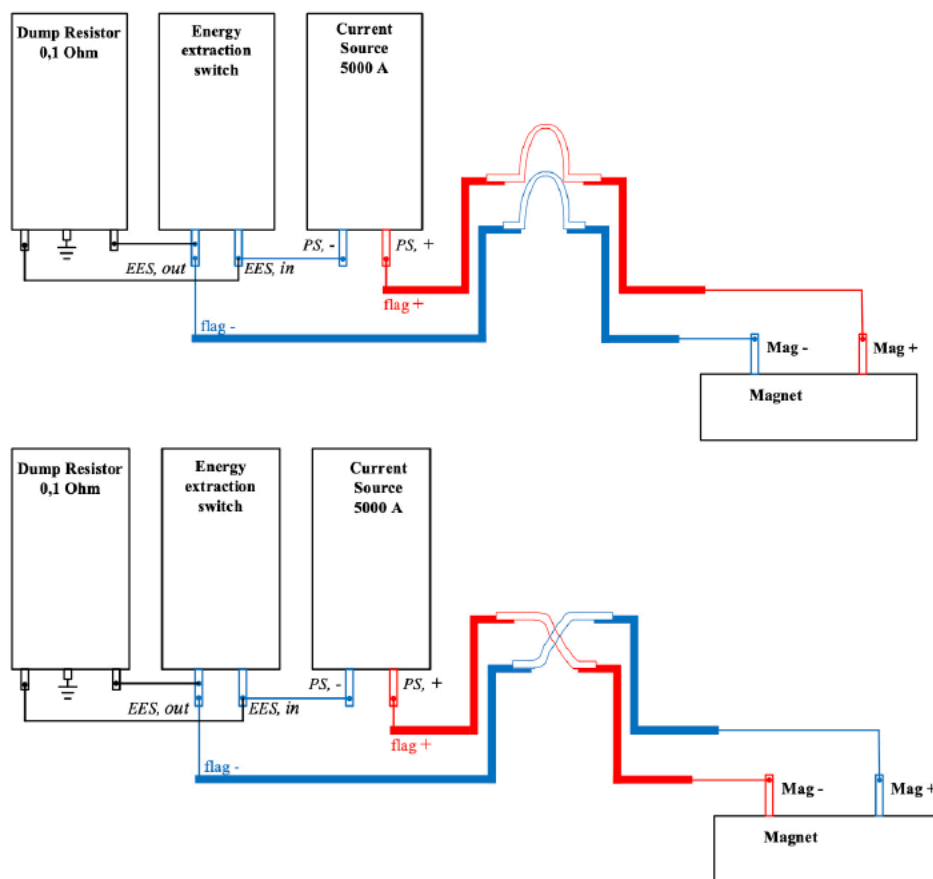 Dump Resistor
0,1 Ohm
Energy
extraction
switch
Current
Source
5000 A
PS, -
PS, +
EES, out
EES, in
flag +
flag -
Mag -
Mag +
Magnet
Dump Resistor
0,1 Ohm
Energy
extraction
switch
Current
Source
5000 A
PS, -
PS, +
EES, out
EES, in
flag +
flag -
Mag -
Mag +
Magnet